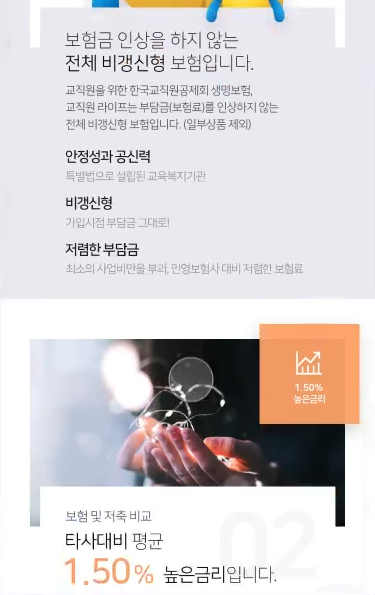 보험금 인상을 하지 않는
전체 비갱신형 보험입니다.
교직원을 위한 한국교직원공제회 생명보험,
교직원 라이프는 부담금(보험료)를 인상하지 않는
전체 비갱신형 보험입니다. (일부상품 제외)
안정성과 공신력
특별법으로 설립된 교육복지기관
비갱신형
가입시점 부담금 그대로!
저렴한 부담금
최소의 사업비만을 부과, 민영보험사 대비 저렴한 보험료
1.50%
높은금리
보험 및 저축 비교
02
타사대비 평균
1.50% 높은금리입니다.